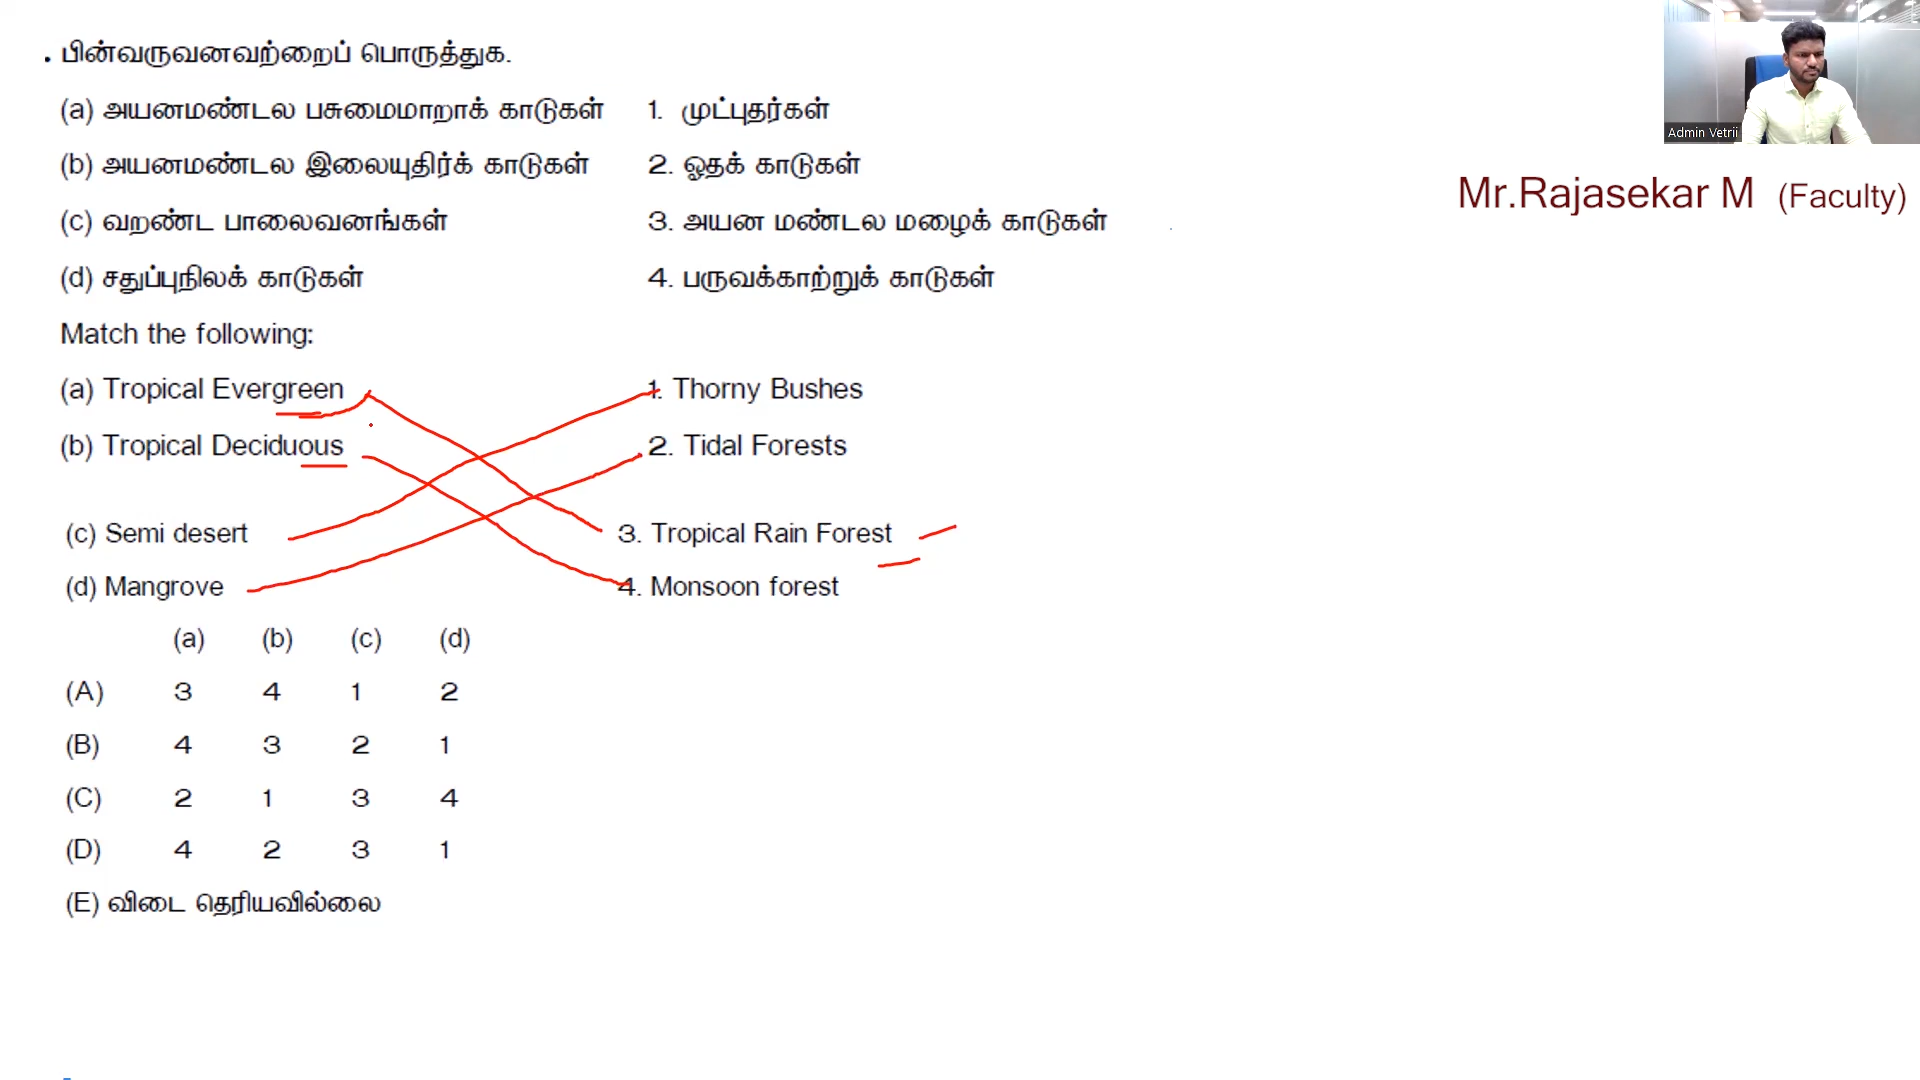 . பின்வருவனவற்றைப் பொருத்துக.
(a) அயனமண்டல பசுமைமாறாக் காடுகள் 1. முட்புதர்கள்
(b) அயனமண்டல இலையுதிர்க் காடுகள் 2. ஓதக் காடுகள்
(c) வறண்ட பாலைவனங்கள் 3. அயன மண்டல மழைக் காடுகள்
(d) சதுப்புநிலக் காடுகள் 4. பருவக்காற்றுக் காடுகள்
Admin Vetrii
Mr.Rajasekar M (Faculty)
Match the following:
(a) Tropical Evergreen 1. Thorny Bushes
(b) Tropical Deciduous 2. Tidal Forests
(c) Semi desert 3. Tropical Rain Forest
(d) Mangrove 4. Monsoon forest
(a) (b) (c) (d)
(A) 3 4 1 2
(B) 4 3 2 1
(C) 2 1 3 4
(D) 4 2 3 1
(E) விடை தெரியவில்லை